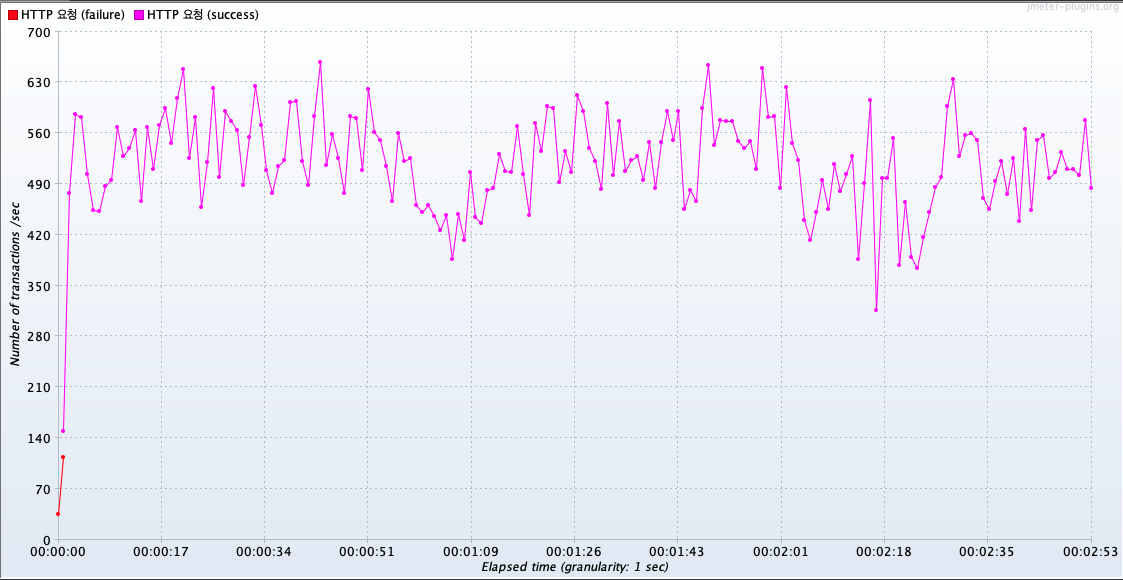 jmeter-plugins.org
HTTP 요청 (failure) HTTP 요청 (success)
700
630
560
490
420
350
280
210
140
70
0
Number of transactions /sec
00:00:00 00:00:17 00:00:34 00:00:51 00:01:09 00:01:26 00:01:43 00:02:01 00:02:18 00:02:35 00:02:53
Elapsed time (granularity: 1 sec)